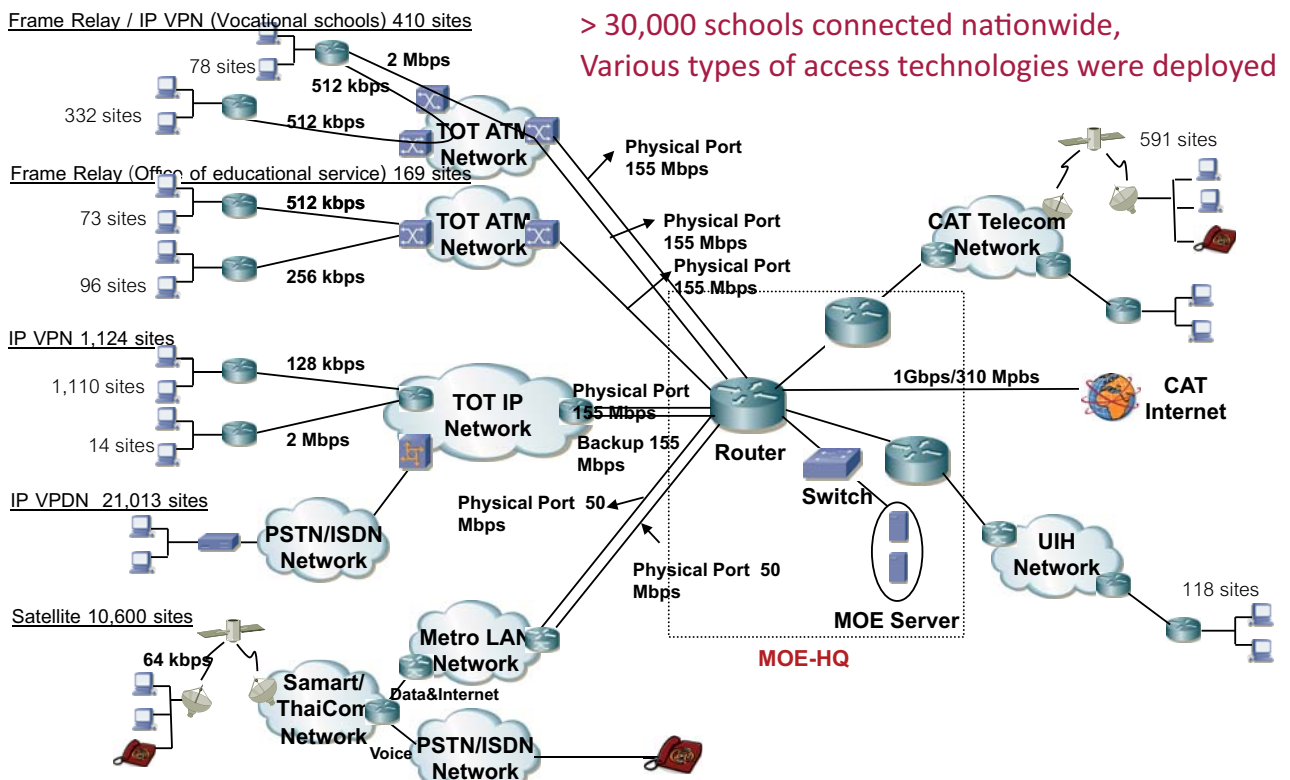 > 30,000 schools connected nationwide,
Various types of access technologies were deployed
Frame Relay / IP VPN (Vocational schools) 410 sites
78 sites
2 Mbps
512 kbps
332 sites
512 kbps
TOT ATM
Network
Physical Port
155 Mbps
Physical Port
155 Mbps
Physical Port
155 Mbps
Frame Relay (Office of educational service) 169 sites
73 sites
512 kbps
96 sites
256 kbps
TOT ATM
Network
IP VPN 1,124 sites
1,110 sites
128 kbps
14 sites
2 Mbps
TOT IP
Network
Physical Port
155 Mbps
Backup 155
Mbps
IP VPDN 21,013 sites
PSTN/ISDN
Network
Physical Port 50
Mbps
Physical Port 50
Mbps
Satellite 10,600 sites
64 kbps
Samart/
ThaiCom
Network
Metro LAN
Network
Data&Internet
Voice
PSTN/ISDN
Network
Router
Switch
MOE Server
MOE-HQ
591 sites
CAT Telecom
Network
1Gbps/310 Mpbs
CAT
Internet
UIH
Network
118 sites